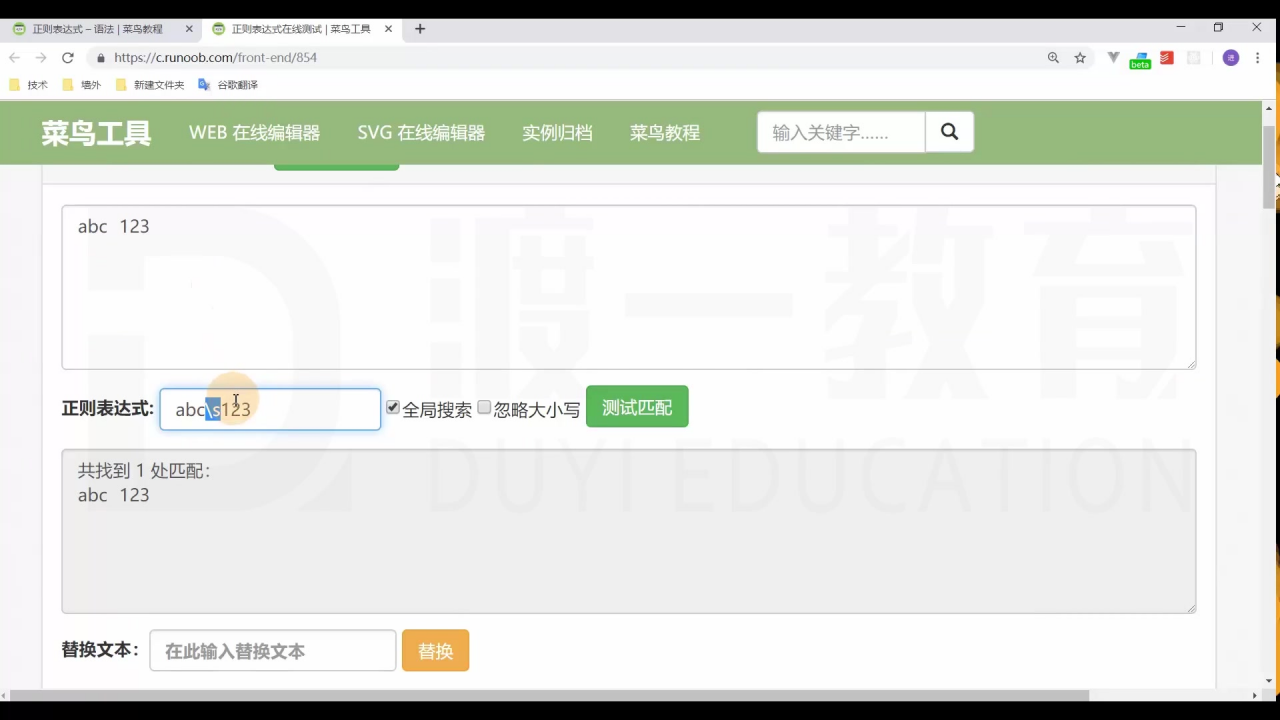 正则表达式 – 语法 | 菜鸟教程
正则表达式在线测试 | 菜鸟工具
https://c.runoob.com/front-end/854
beta
进
技术
墙外
新建文件夹
谷歌翻译
菜鸟工具
WEB 在线编辑器
SVG 在线编辑器
实例归档
菜鸟教程
输入关键字......
abc 123
渡一教育
正则表达式:
abc\s123
全局搜索
忽略大小写
测试匹配
DUYI EDUCATION
共找到 1 处匹配：
abc 123
替换文本：
在此输入替换文本
替换